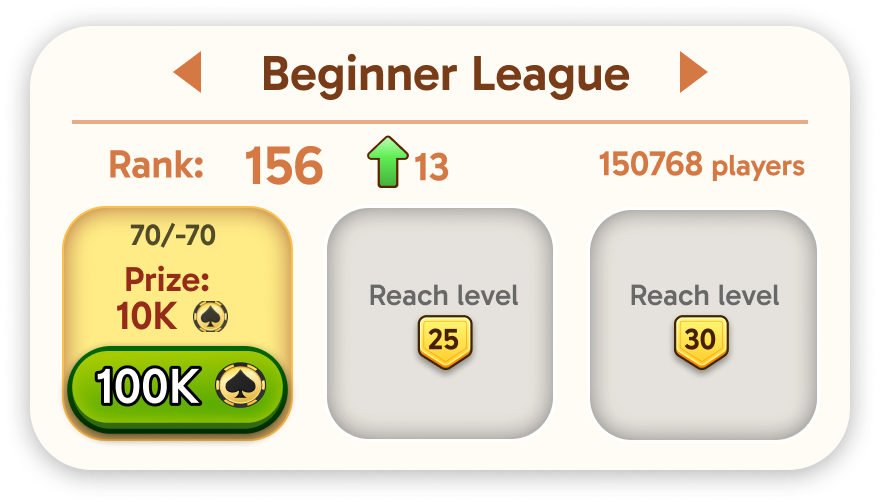 Beginner League
Rank: 156 13 150768 players
70/-70
Prize:
10K
100K
Reach level
25
Reach level
30